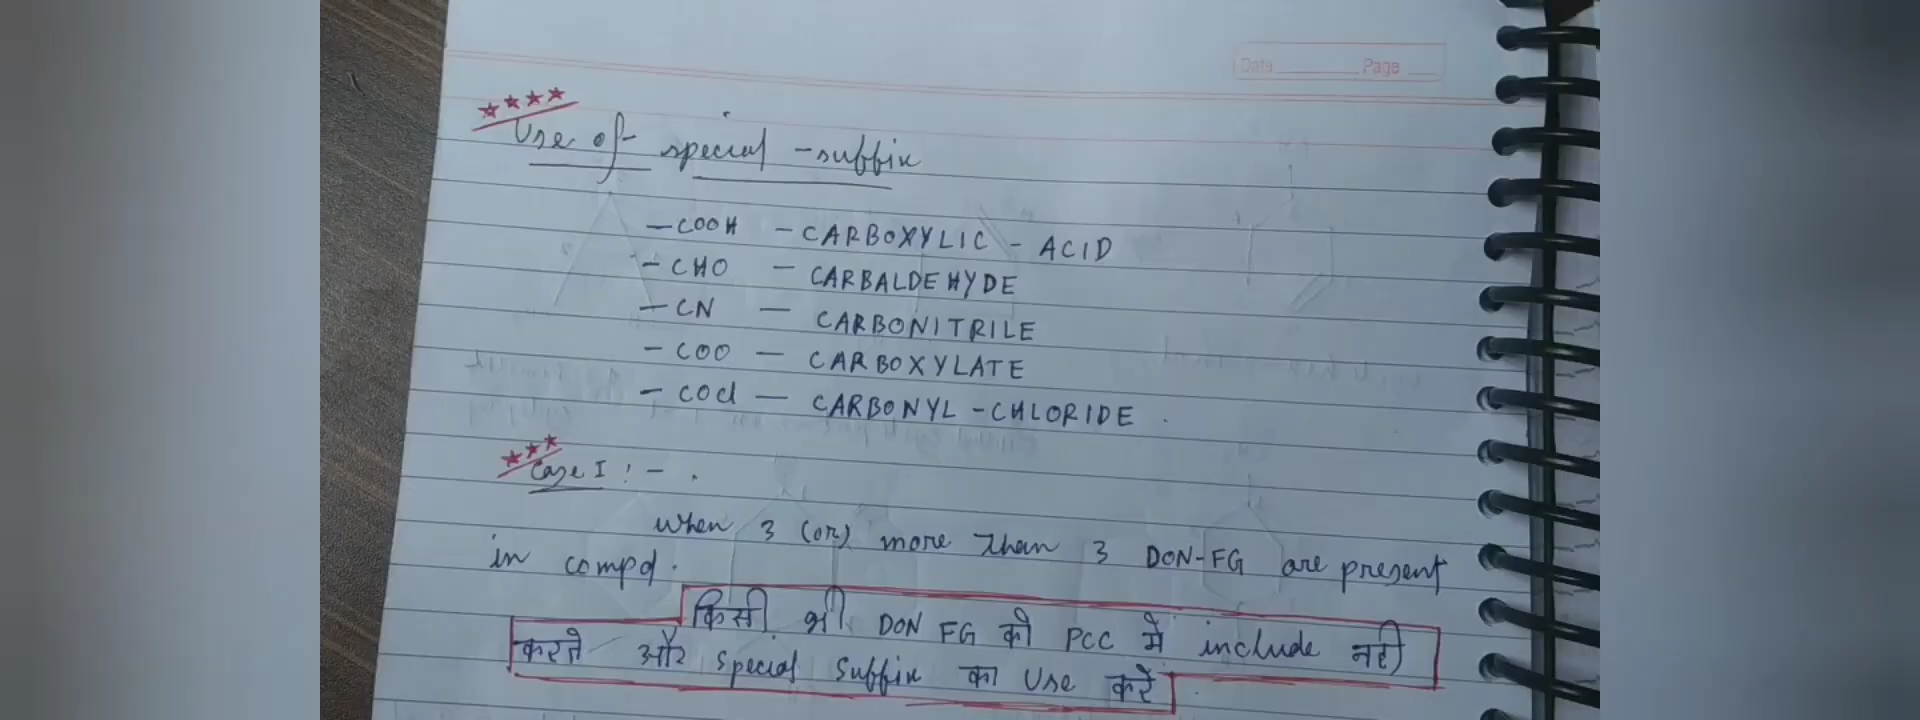 Date Page
Use of special -suffix
-COOH - CARBOXYLIC - ACID
-CHO - CARBALDEHYDE
-CN - CARBONITRILE
-COO - CARBOXYLATE
-COCl - CARBONYL -CHLORIDE.
Case I :-.
when 3 (or) more than 3 DON-FG are present
in compd.
किसी भी DON FG को PCC में include नही
करते और special suffix का Use करें